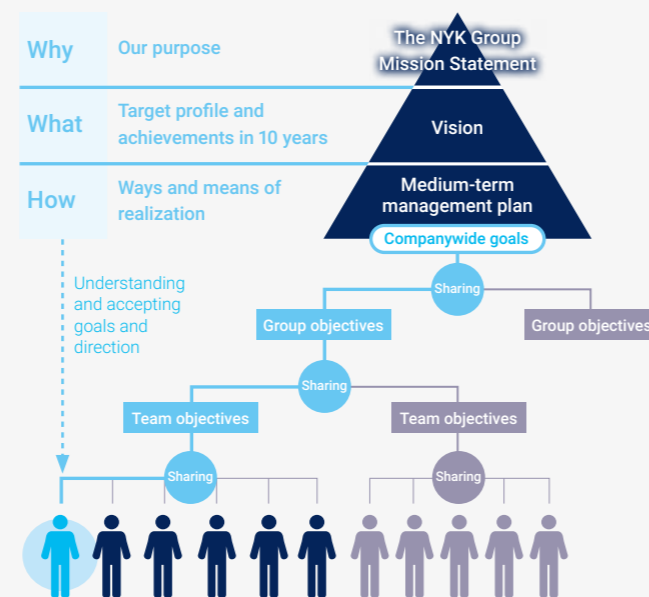 Why
Our purpose
The NYK Group
Mission Statement
What
Target profile and
achievements in 10 years
Vision
How
Ways and means of
realization
Medium-term
management plan
Companywide goals
Understanding
and accepting
goals and
direction
Sharing
Group objectives
Group objectives
Sharing
Team objectives
Team objectives
Sharing
Sharing